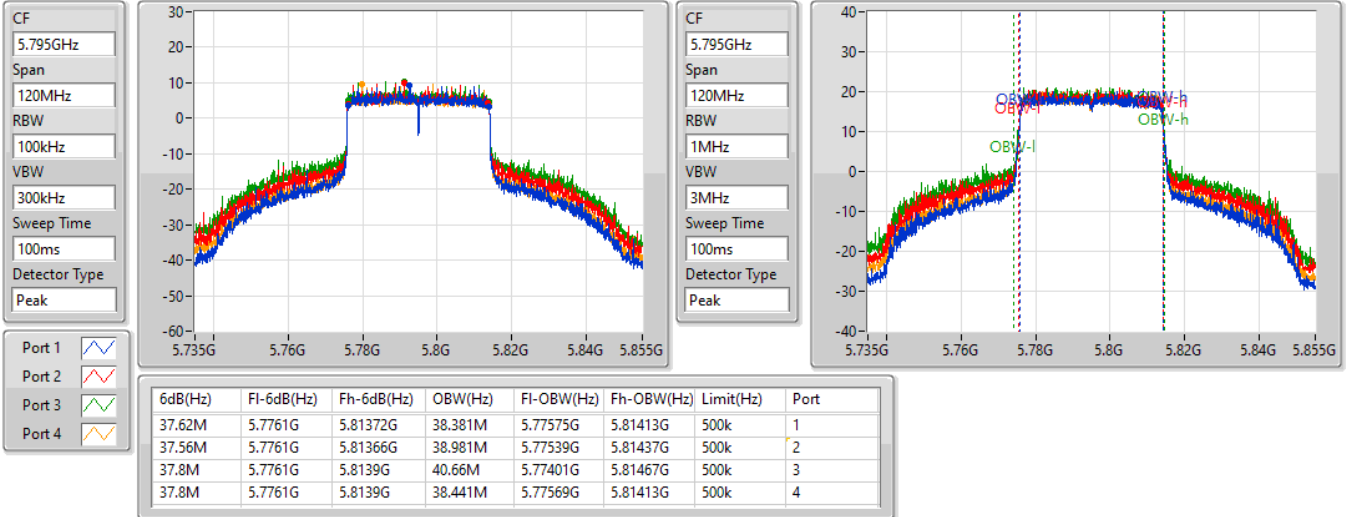 CF
5.795GHz
Span
120MHz
RBW
100kHz
VBW
300kHz
Sweep Time
100ms
Detector Type
Peak
30
20
10
0
-10
-20
-30
-40
-50
-60
5.735G 5.76G 5.78G 5.8G 5.82G 5.84G 5.855G
CF
5.795GHz
Span
120MHz
RBW
1MHz
VBW
3MHz
Sweep Time
100ms
Detector Type
Peak
40
30
20
10
0
-10
-20
-30
-40
OBW-l
OBW-h
OBW-h
5.735G 5.76G 5.78G 5.8G 5.82G 5.84G 5.855G
Port 1
Port 2
Port 3
Port 4
6dB(Hz) Fl-6dB(Hz) Fh-6dB(Hz) OBW(Hz) Fl-OBW(Hz) Fh-OBW(Hz) Limit(Hz) Port
37.62M 5.7761G 5.81372G 38.381M 5.77575G 5.81413G 500k 1
37.56M 5.7761G 5.81366G 38.981M 5.77539G 5.81437G 500k 2
37.8M 5.7761G 5.8139G 40.66M 5.77401G 5.81467G 500k 3
37.8M 5.7761G 5.8139G 38.441M 5.77569G 5.81413G 500k 4